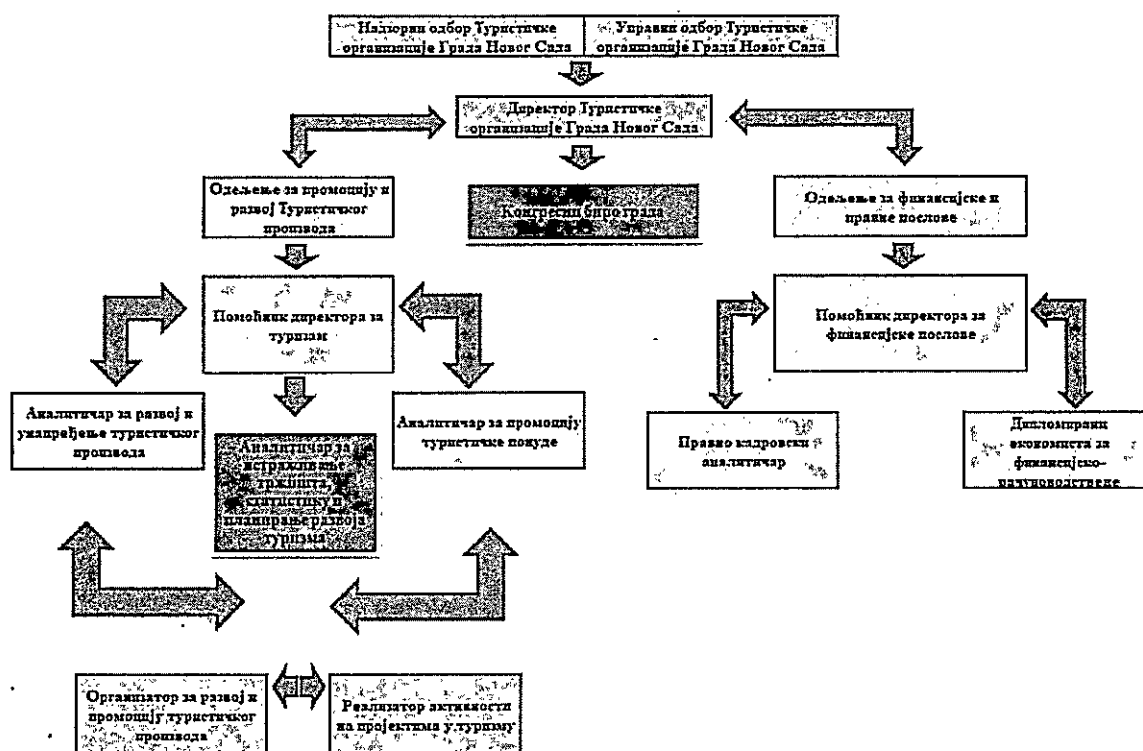 Надзорни одбор Туристичке
организације Града Новог Сада
Управни одбор Туристичке
организације Града Новог Сада
Директор Туристичке
организације Града Новог Сада
Одељење за промоцију и
развој Туристичког
производа
Конгресни биро града
Одељење за финансијске и
правне послове
Помоћник директора за
туризам
Помоћник директора за
финансијске послове
Аналитичар за развој и
унапређење туристичког
производа
Аналитичар за
истраживање
тржишта,
статистику и
планирање развоја
туризма
Аналитичар за промоцију
туристичке понуде
Правно кадровски
аналитичар
Дипломирани
економиста за
финансијско-
рачуноводствене
Организатор за развој и
промоцију туристичког
производа
Реализатор активности
на пројектима у туризму